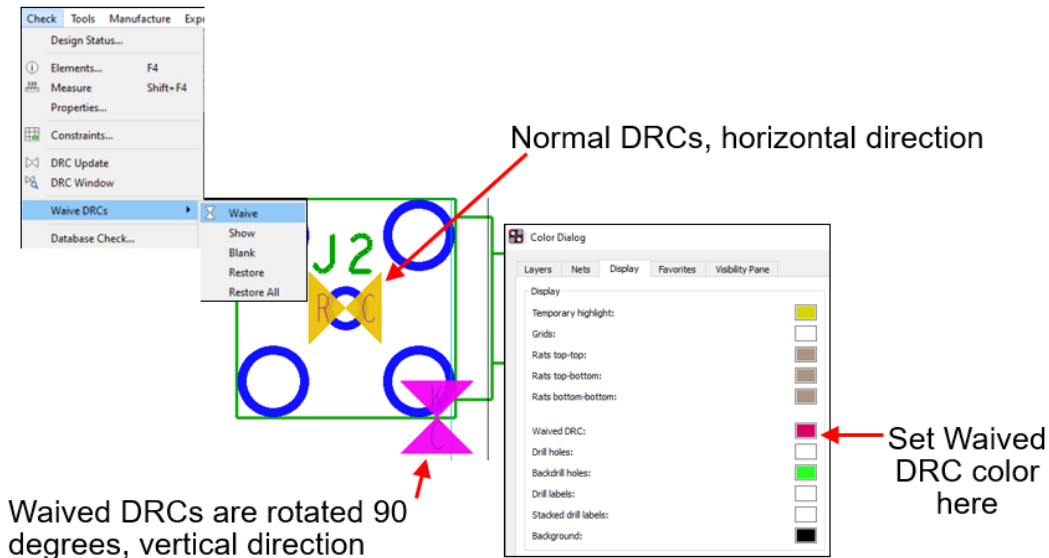 Check Tools Manufacture Exp
Design Status...
Elements... F4
Measure Shift+F4
Properties...
Constraints...
DRC Update
DRC Window
Waive DRCs
Database Check...
Waive
Show
Blank
Restore
Restore All
Normal DRCs, horizontal direction
J2
R C
K
C
Color Dialog
Layers Nets Display Favorites Visibility Pane
Display
Temporary highlight:
Grids:
Rats top-top:
Rats top-bottom:
Rats bottom-bottom:
Waived DRC:
Drill holes:
Backdrill holes:
Drill labels:
Stacked drill labels:
Background:
Set Waived
DRC color
here
Waived DRCs are rotated 90
degrees, vertical direction